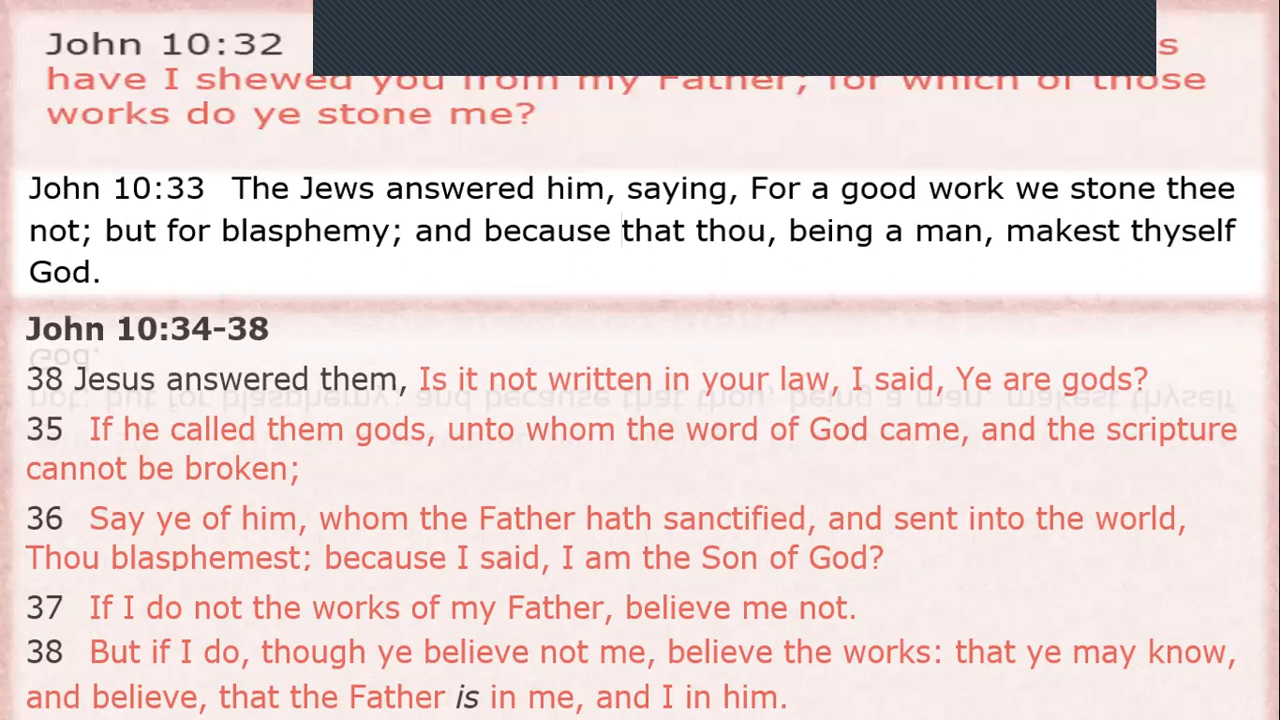 John 10:32 s
have I shewed you from my Father; for which of those
works do ye stone me?
John 10:33 The Jews answered him, saying, For a good work we stone thee
not; but for blasphemy; and because that thou, being a man, makest thyself
God.
John 10:34-38
38 Jesus answered them, Is it not written in your law, I said, Ye are gods?
35 If he called them gods, unto whom the word of God came, and the scripture
cannot be broken;
36 Say ye of him, whom the Father hath sanctified, and sent into the world,
Thou blasphemest; because I said, I am the Son of God?
37 If I do not the works of my Father, believe me not.
38 But if I do, though ye believe not me, believe the works: that ye may know,
and believe, that the Father is in me, and I in him.